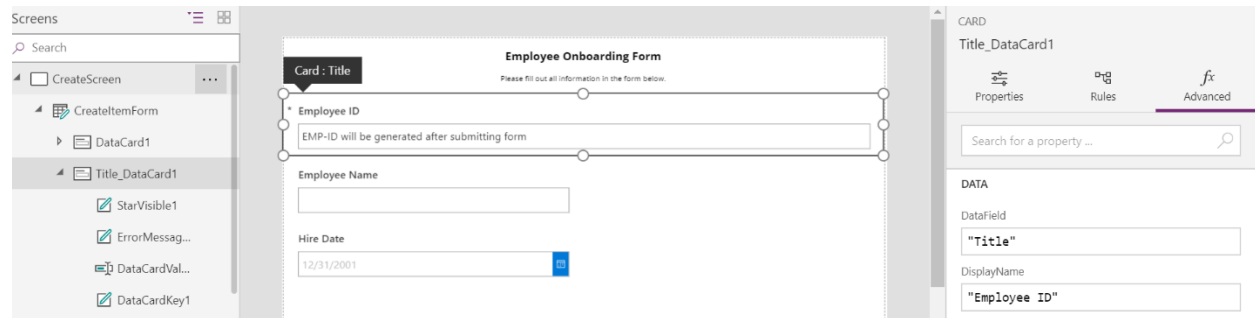 Screens
Search
CreateScreen
...
CreateItemForm
DataCard1
Title_DataCard1
StarVisible1
ErrorMessag...
DataCardVal...
DataCardKey1
Employee Onboarding Form
Please fill out all information in the form below.
Card : Title
* Employee ID
EMP-ID will be generated after submitting form
Employee Name
Hire Date
12/31/2001
CARD
Title_DataCard1
Properties
Rules
fx
Advanced
Search for a property ...
DATA
DataField
"Title"
DisplayName
"Employee ID"